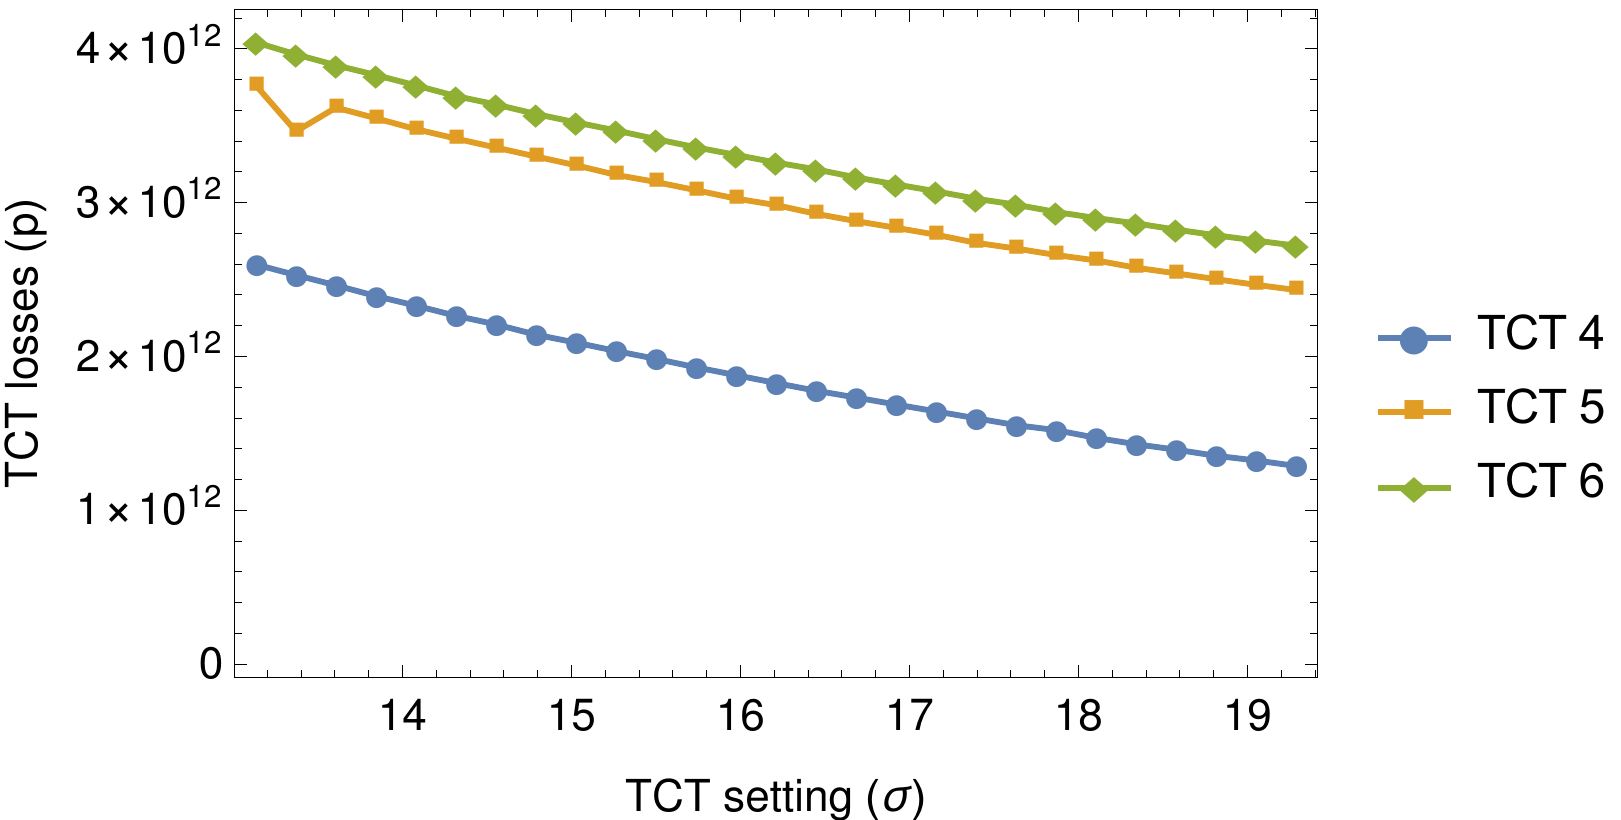 TCT losses (p)
4×10¹²
3×10¹²
2×10¹²
1×10¹²
0
14 15 16 17 18 19
TCT setting (σ)
TCT 4
TCT 5
TCT 6